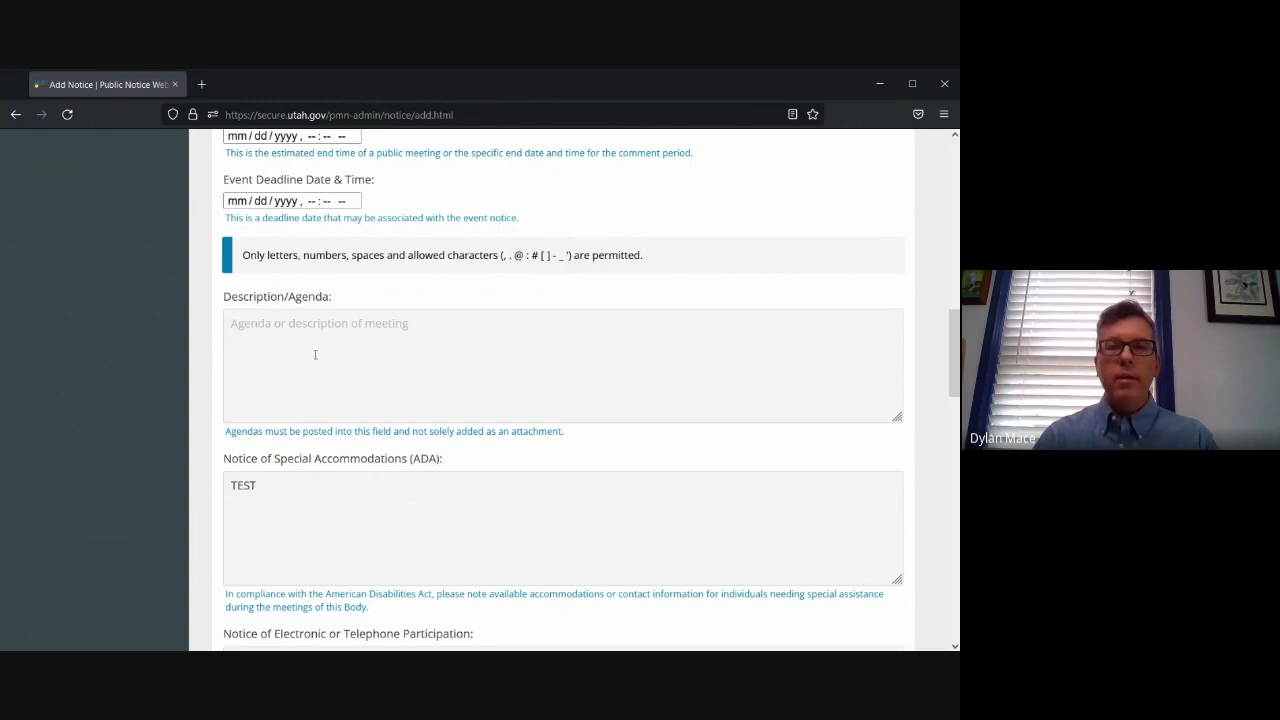 Add Notice | Public Notice Web
https://secure.utah.gov/pmn-admin/notice/add.html
mm / dd / yyyy , -- : -- --
This is the estimated end time of a public meeting or the specific end date and time for the comment period.
Event Deadline Date & Time:
mm / dd / yyyy , -- : -- --
This is a deadline date that may be associated with the event notice.
Only letters, numbers, spaces and allowed characters (, . @ : # [ ] - _ ') are permitted.
Description/Agenda:
Agenda or description of meeting
Agendas must be posted into this field and not solely added as an attachment.
Notice of Special Accommodations (ADA):
TEST
In compliance with the American Disabilities Act, please note available accommodations or contact information for individuals needing special assistance
during the meetings of this Body.
Notice of Electronic or Telephone Participation:
Dylan Mace